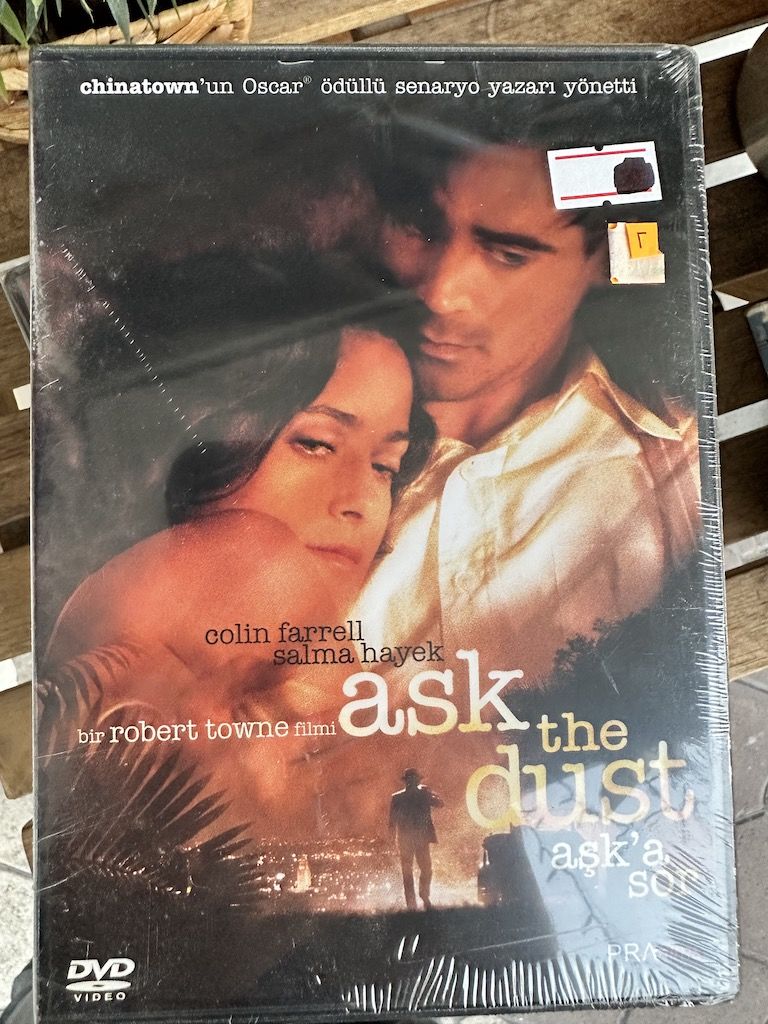 chinatown'un Oscar® ödüllü senaryo yazarı yönetti
colin farrell
salma hayek
bir robert towne filmi
ask
the
dust
aşk'a
sor
DVD
VIDEO